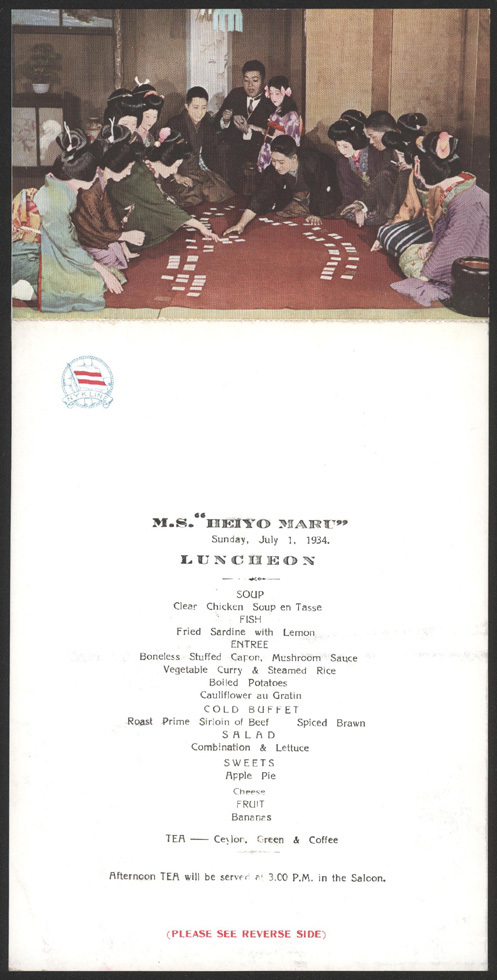 N.Y.K. LINE
M.S. "HEIYO MARU"
Sunday, July 1, 1934.
LUNCHEON
SOUP
Clear Chicken Soup en Tasse
FISH
Fried Sardine with Lemon
ENTREE
Boneless Stuffed Capon, Mushroom Sauce
Vegetable Curry & Steamed Rice
Boiled Potatoes
Cauliflower au Gratin
COLD BUFFET
Roast Prime Sirloin of Beef Spiced Brawn
SALAD
Combination & Lettuce
SWEETS
Apple Pie
Cheese
FRUIT
Bananas
TEA — Ceylon, Green & Coffee
Afternoon TEA will be served at 3.00 P.M. in the Saloon.
(PLEASE SEE REVERSE SIDE)